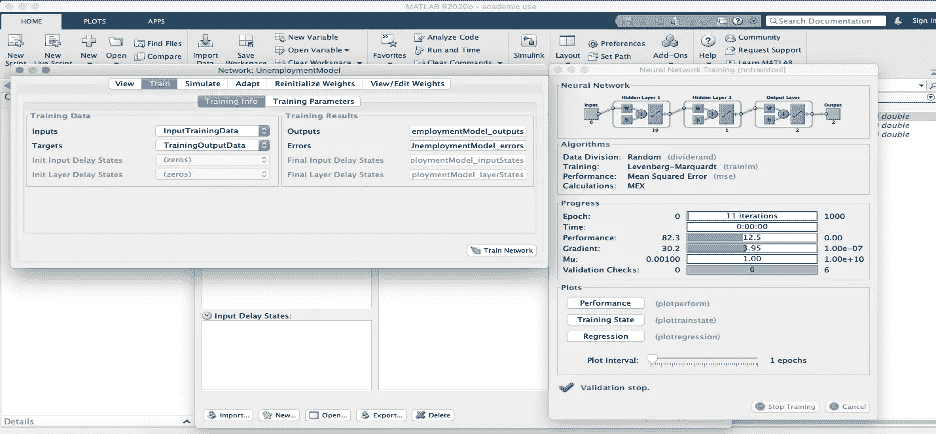 MATLAB R2020b - academic use
HOME PLOTS APPS
Search Documentation
Sign In
New Script
New
New
Open
Find Files
Compare
Import Data
Save Workspace
New Variable
Open Variable
Clear Workspace
Favorites
Analyze Code
Run and Time
Clear Commands
Simulink
Layout
Preferences
Set Path
Add-Ons
Help
Community
Request Support
Learn MATLAB
Network: UnemploymentModel
View Train Simulate Adapt Reinitialize Weights View/Edit Weights
Training Info Training Parameters
Training Data
Inputs InputTrainingData
Targets TrainingOutputData
Init Input Delay States (zeros)
Init Layer Delay States (zeros)
Training Results
Outputs employmentModel_outputs
Errors UnemploymentModel_errors
Final Input Delay States ploymentModel_inputStates
Final Layer Delay States ploymentModel_layerStates
Train Network
Input Delay States:
Import... New... Open... Export... Delete
Details
Neural Network Training (nntraintool)
Neural Network
Hidden Layer 1 Hidden Layer 2 Output Layer
Input Output
6 10 1 2 2
Algorithms
Data Division: Random (dividerand)
Training: Levenberg-Marquardt (trainlm)
Performance: Mean Squared Error (mse)
Calculations: MEX
Progress
Epoch: 0 11 iterations 1000
Time: 0:00:00
Performance: 82.3 12.5 0.00
Gradient: 30.2 3.95 1.00e-07
Mu: 0.00100 1.00 1.00e+10
Validation Checks: 0 6 6
Plots
Performance (plotperform)
Training State (plottrainstate)
Regression (plotregression)
Plot Interval: 1 epochs
Validation stop.
Stop Training Cancel
double
double
double